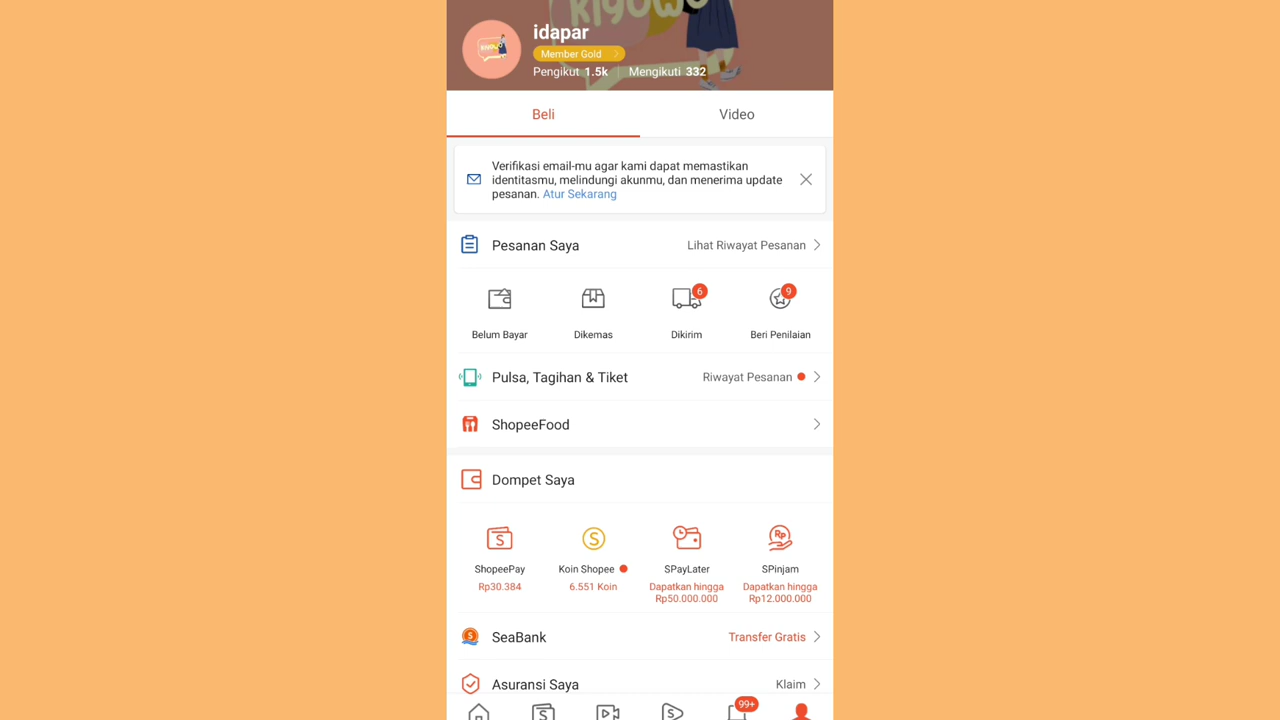 KIYOWO
idapar
Member Gold
Pengikut 1.5k | Mengikuti 332
Beli
Video
Verifikasi email-mu agar kami dapat memastikan
identitasmu, melindungi akunmu, dan menerima update
pesanan. Atur Sekarang
Pesanan Saya
Lihat Riwayat Pesanan
6
9
Belum Bayar
Dikemas
Dikirim
Beri Penilaian
Pulsa, Tagihan & Tiket
Riwayat Pesanan
ShopeeFood
Dompet Saya
ShopeePay
Koin Shopee
SPayLater
SPinjam
Rp30.384
6.551 Koin
Dapatkan hingga
Rp50.000.000
Dapatkan hingga
Rp12.000.000
SeaBank
Transfer Gratis
Asuransi Saya
Klaim
99+